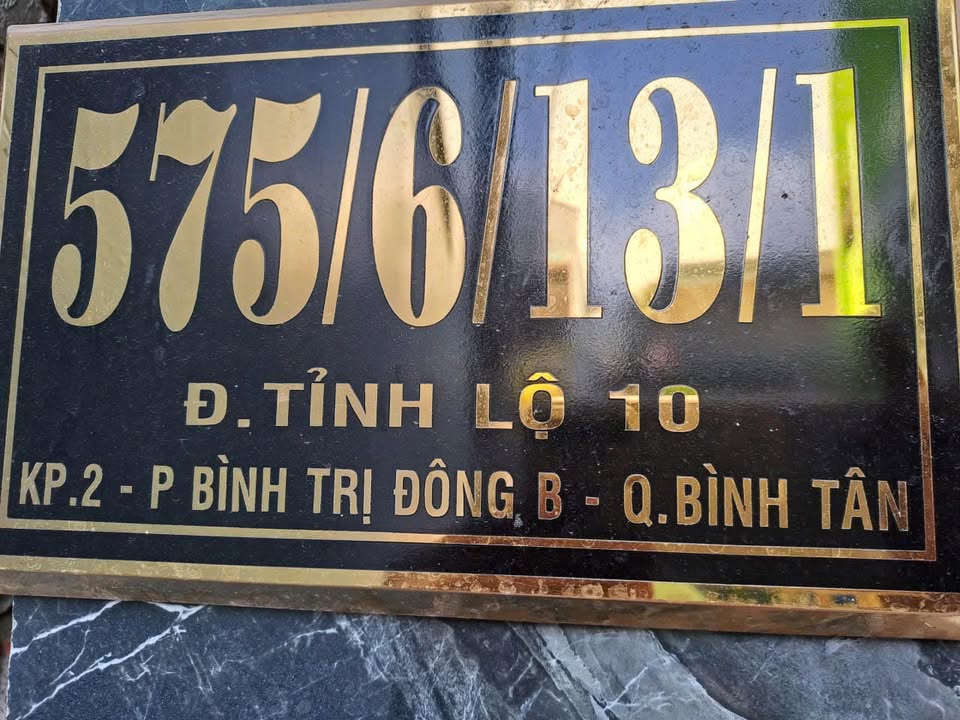 575/6/13/1
Đ.TỈNH LỘ 10
KP.2 - P BÌNH TRỊ ĐÔNG B - Q.BÌNH TÂN